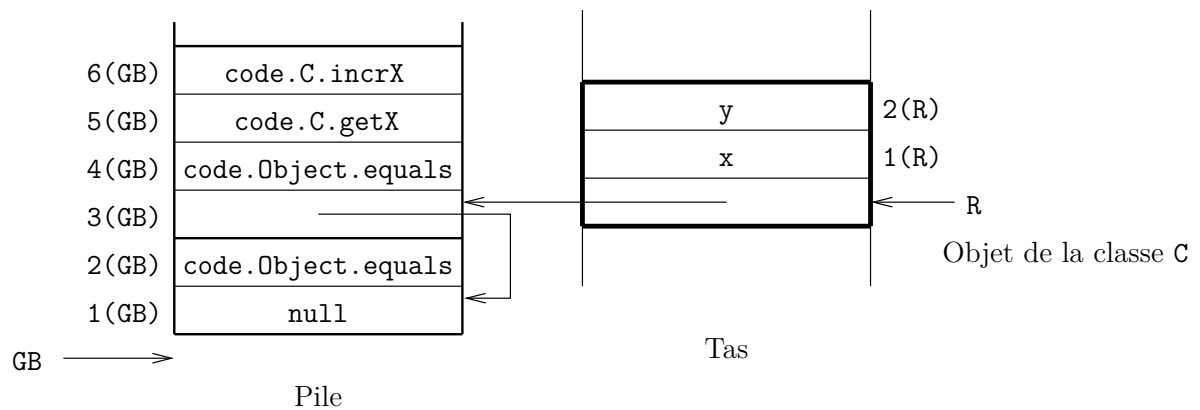 6(GB) code.C.incrX
5(GB) code.C.getX
4(GB) code.Object.equals
3(GB)
2(GB) code.Object.equals
1(GB) null
GB
Pile
y 2(R)
x 1(R)
R
Objet de la classe C
Tas